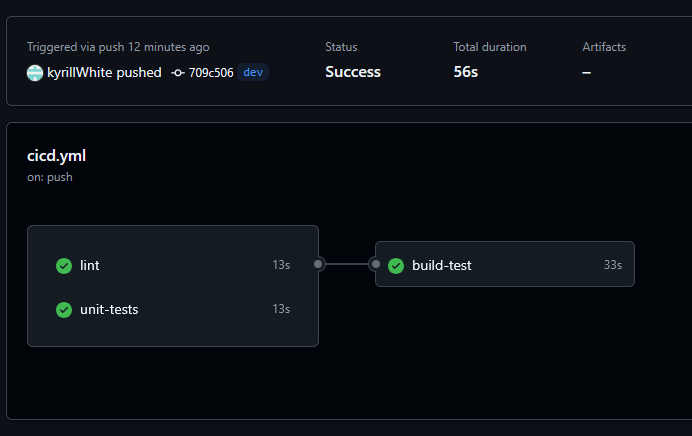 Triggered via push 12 minutes ago
kyrillWhite pushed 709c506 dev
Status
Success
Total duration
56s
Artifacts
–
cicd.yml
on: push
lint 13s
unit-tests 13s
build-test 33s